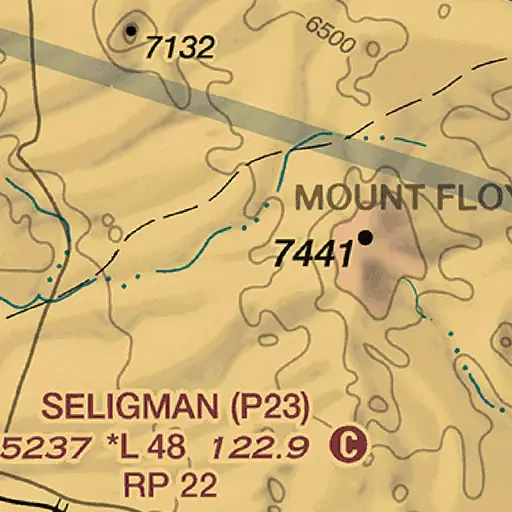 6500
7132
MOUNT FLOY
7441
SELIGMAN (P23)
5237 *L 48 122.9 C
RP 22